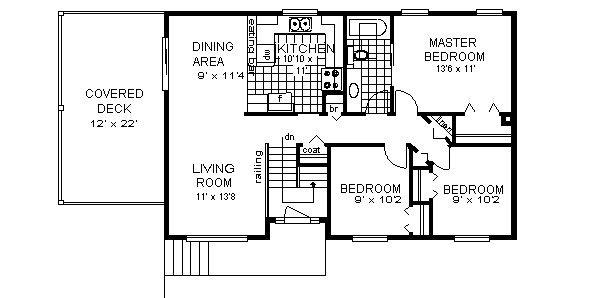 COVERED
DECK
12' x 22'
DINING
AREA
9' x 11'4
eating bar
KITCHEN
10'10 x
11'
dw
f
br
MASTER
BEDROOM
13'6 x 11'
linen
dn
coat
railing
LIVING
ROOM
11' x 13'8
BEDROOM
9' x 10'2
BEDROOM
9' x 10'2